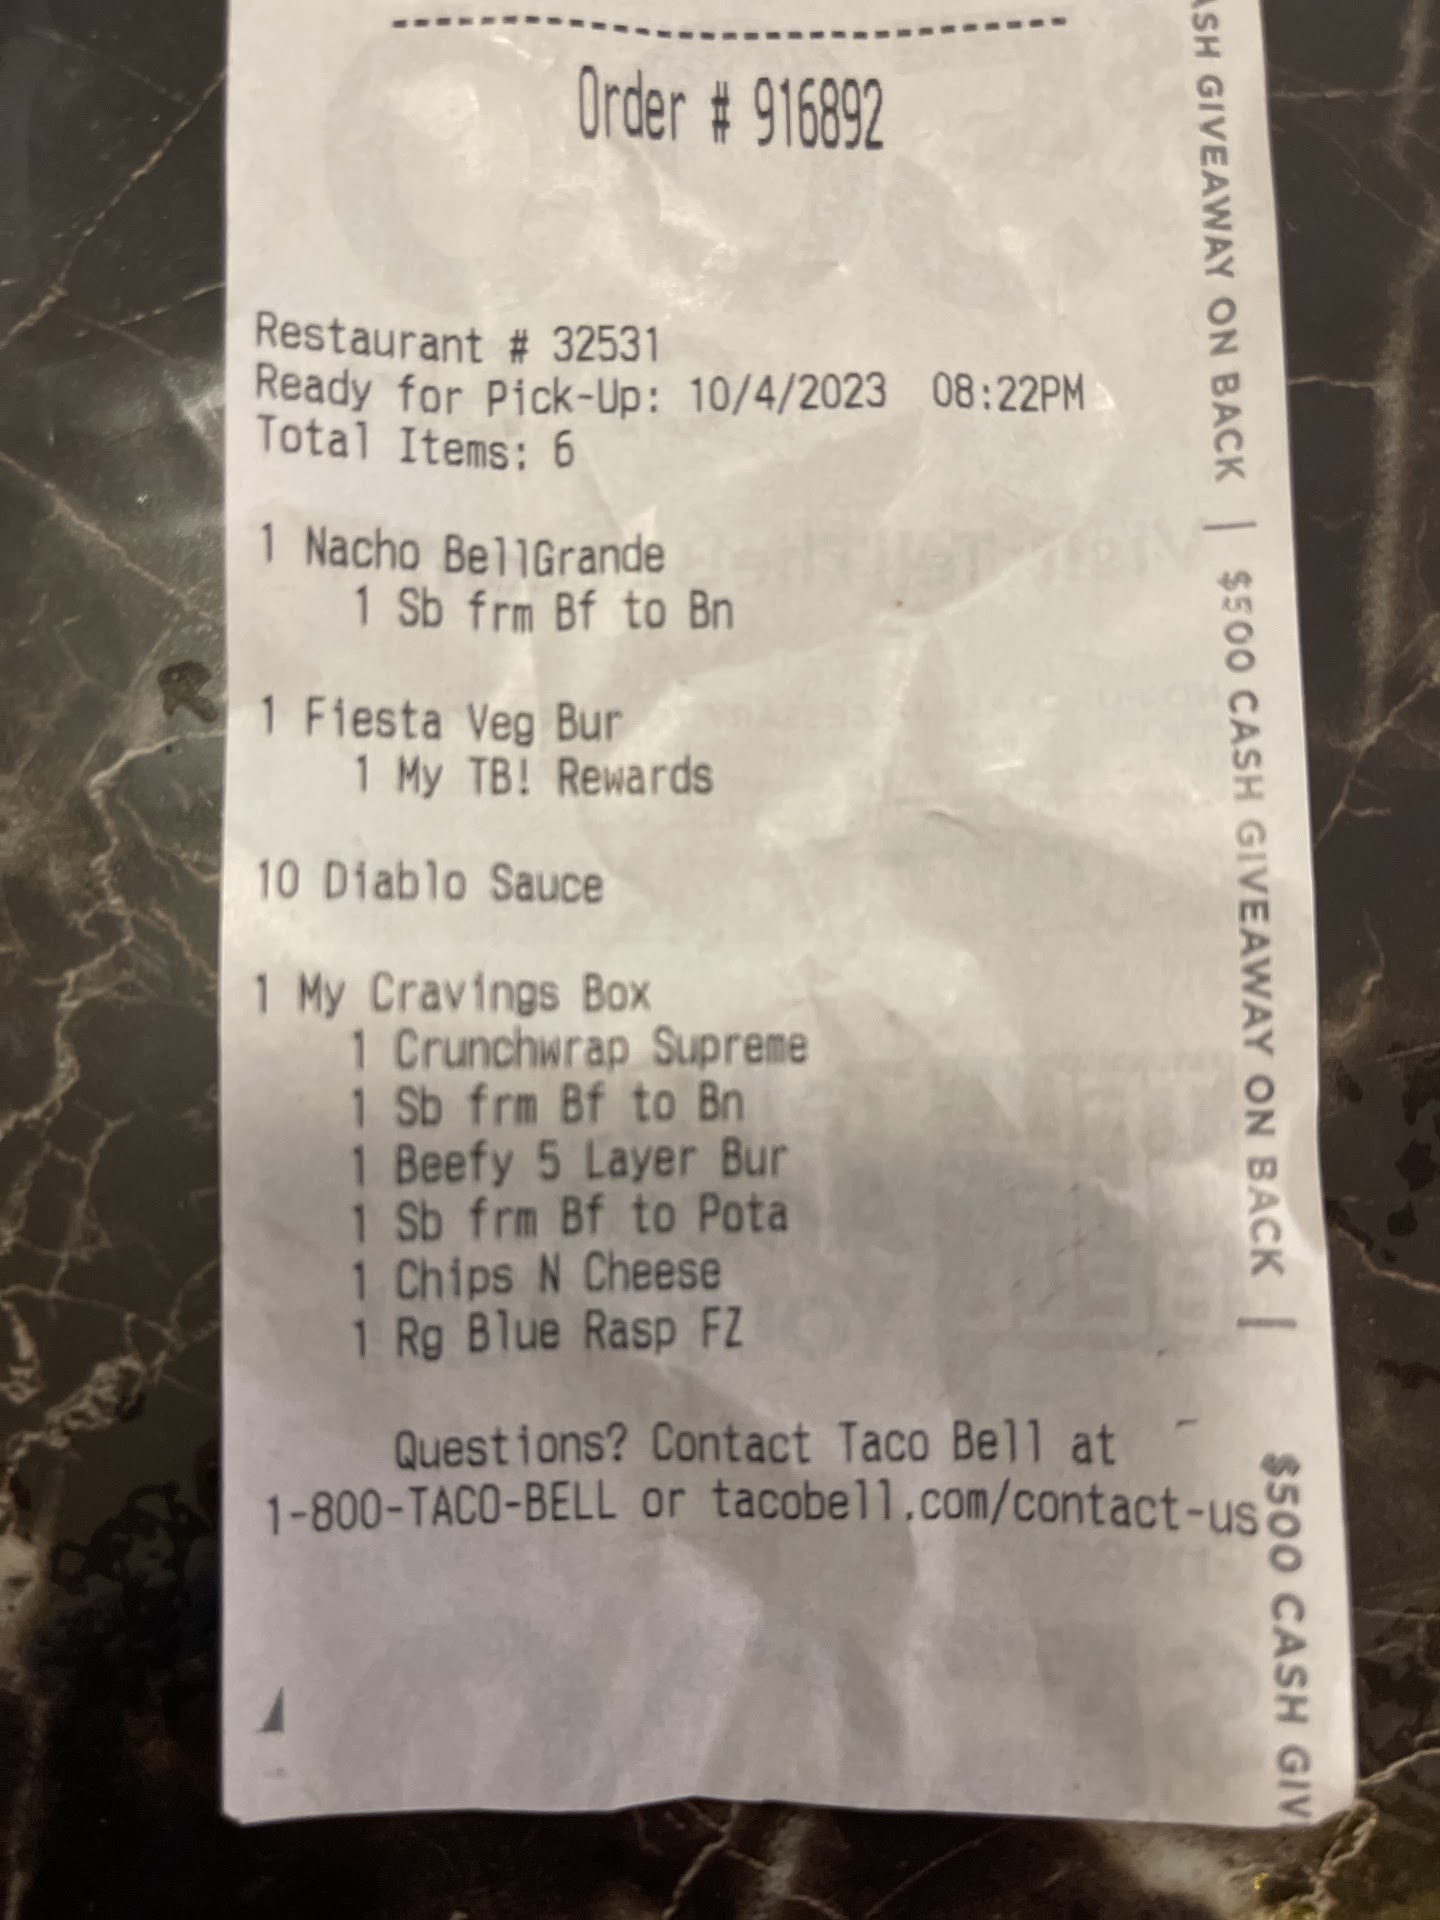 Order # 916892
Restaurant # 32531
Ready for Pick-Up: 10/4/2023 08:22PM
Total Items: 6
1 Nacho BellGrande
1 Sb frm Bf to Bn
1 Fiesta Veg Bur
1 My TB! Rewards
10 Diablo Sauce
1 My Cravings Box
1 Crunchwrap Supreme
1 Sb frm Bf to Bn
1 Beefy 5 Layer Bur
1 Sb frm Bf to Pota
1 Chips N Cheese
1 Rg Blue Rasp FZ
Questions? Contact Taco Bell at
1-800-TACO-BELL or tacobell.com/contact-us
ASH GIVEAWAY ON BACK | $500 CASH GIVEAWAY ON BACK | $500 CASH GIV